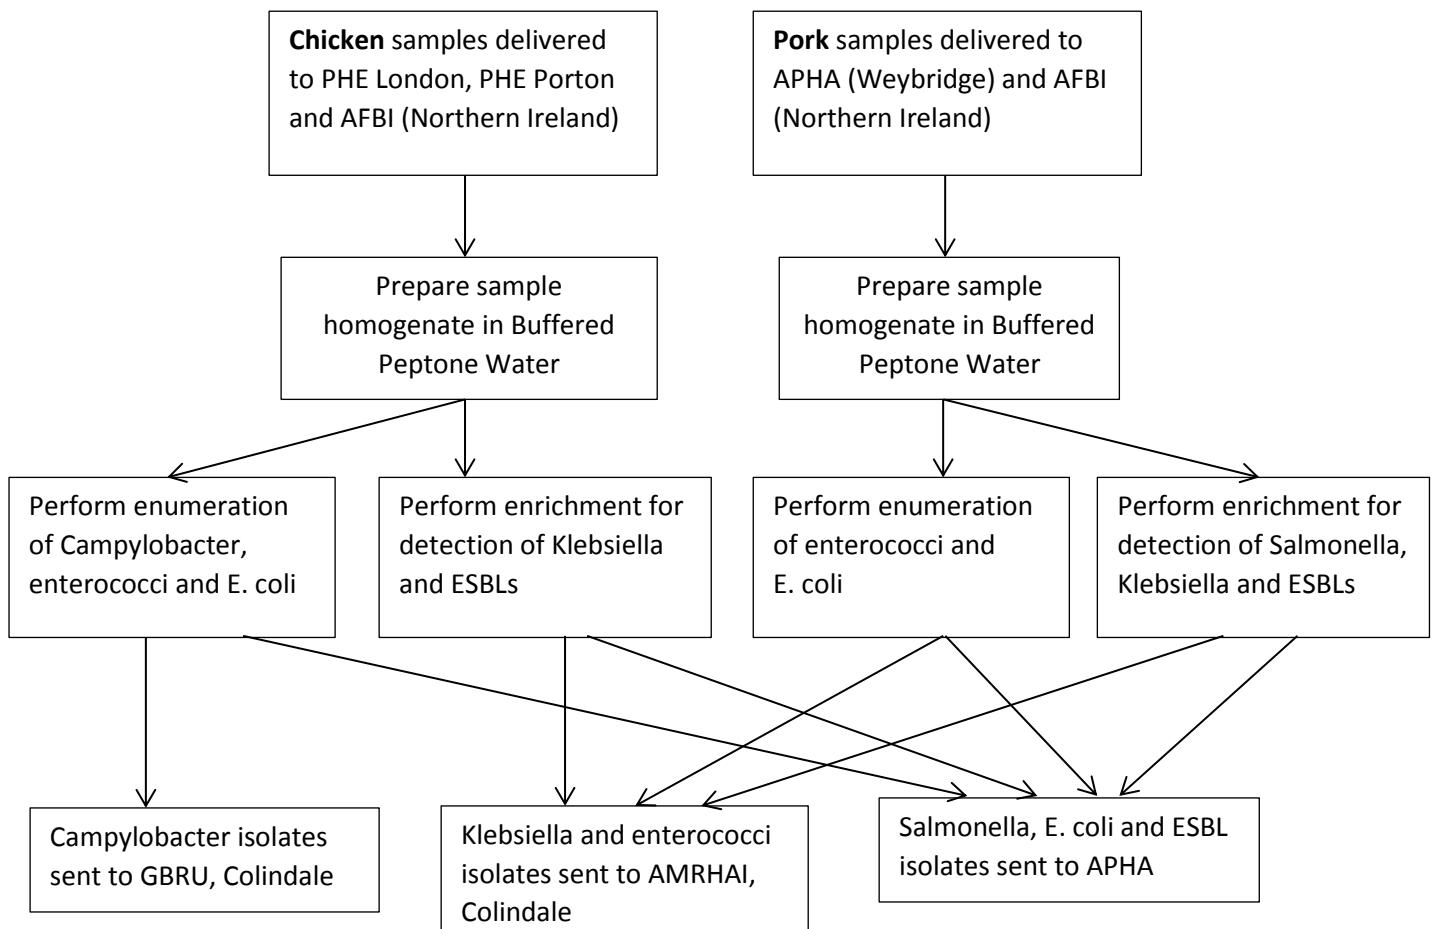 Chicken samples delivered
to PHE London, PHE Porton
and AFBI (Northern Ireland)
Pork samples delivered to
APHA (Weybridge) and AFBI
(Northern Ireland)
Prepare sample
homogenate in Buffered
Peptone Water
Prepare sample
homogenate in Buffered
Peptone Water
Perform enumeration
of Campylobacter,
enterococci and E. coli
Perform enrichment for
detection of Klebsiella
and ESBLs
Perform enumeration
of enterococci and
E. coli
Perform enrichment for
detection of Salmonella,
Klebsiella and ESBLs
Campylobacter isolates
sent to GBRU, Colindale
Klebsiella and enterococci
isolates sent to AMRHAI,
Colindale
Salmonella, E. coli and ESBL
isolates sent to APHA